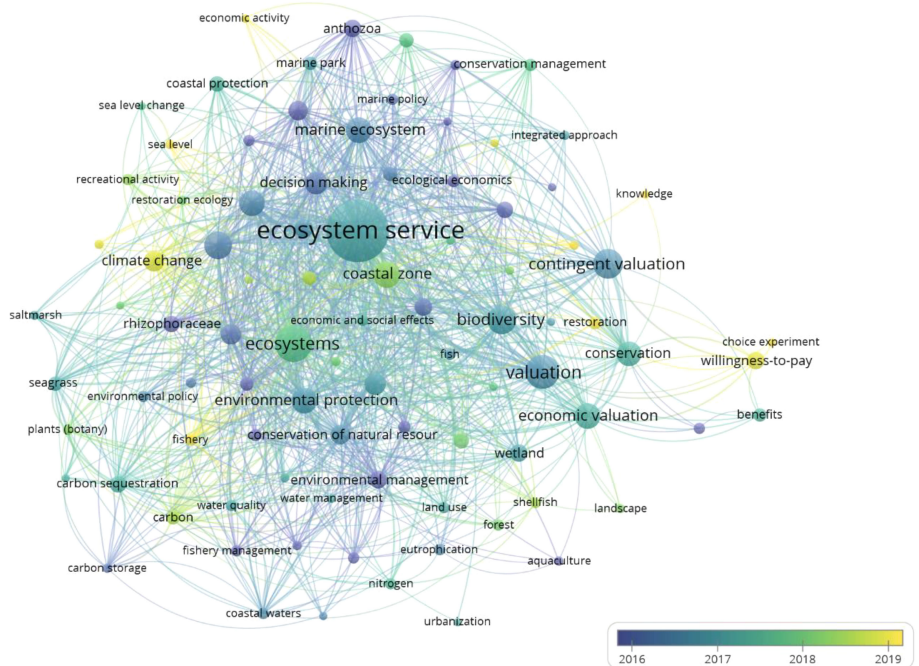 economic activity
anthozoa
marine park
conservation management
coastal protection
marine policy
sea level change
marine ecosystem
integrated approach
sea level
recreational activity
decision making
ecological economics
restoration ecology
knowledge
ecosystem service
climate change
coastal zone
contingent valuation
saltmarsh
rhizophoraceae
economic and social effects
biodiversity
restoration
ecosystems
fish
conservation
choice experiment
willingness-to-pay
seagrass
valuation
environmental policy
environmental protection
economic valuation
benefits
plants (botany)
fishery
conservation of natural resour
wetland
carbon sequestration
environmental management
water management
water quality
land use
shellfish
landscape
carbon
forest
fishery management
eutrophication
aquaculture
carbon storage
nitrogen
coastal waters
urbanization
2016 2017 2018 2019